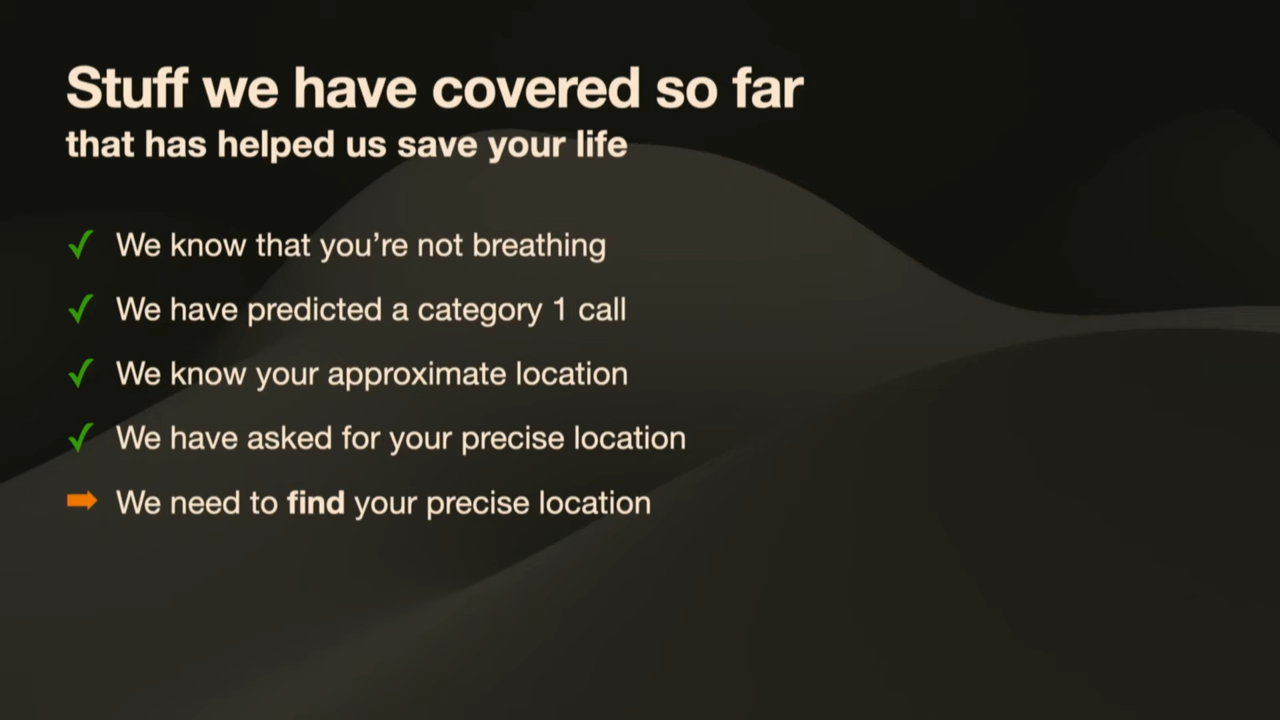 Stuff we have covered so far
that has helped us save your life
✓ We know that you’re not breathing
✓ We have predicted a category 1 call
✓ We know your approximate location
✓ We have asked for your precise location
➡ We need to find your precise location